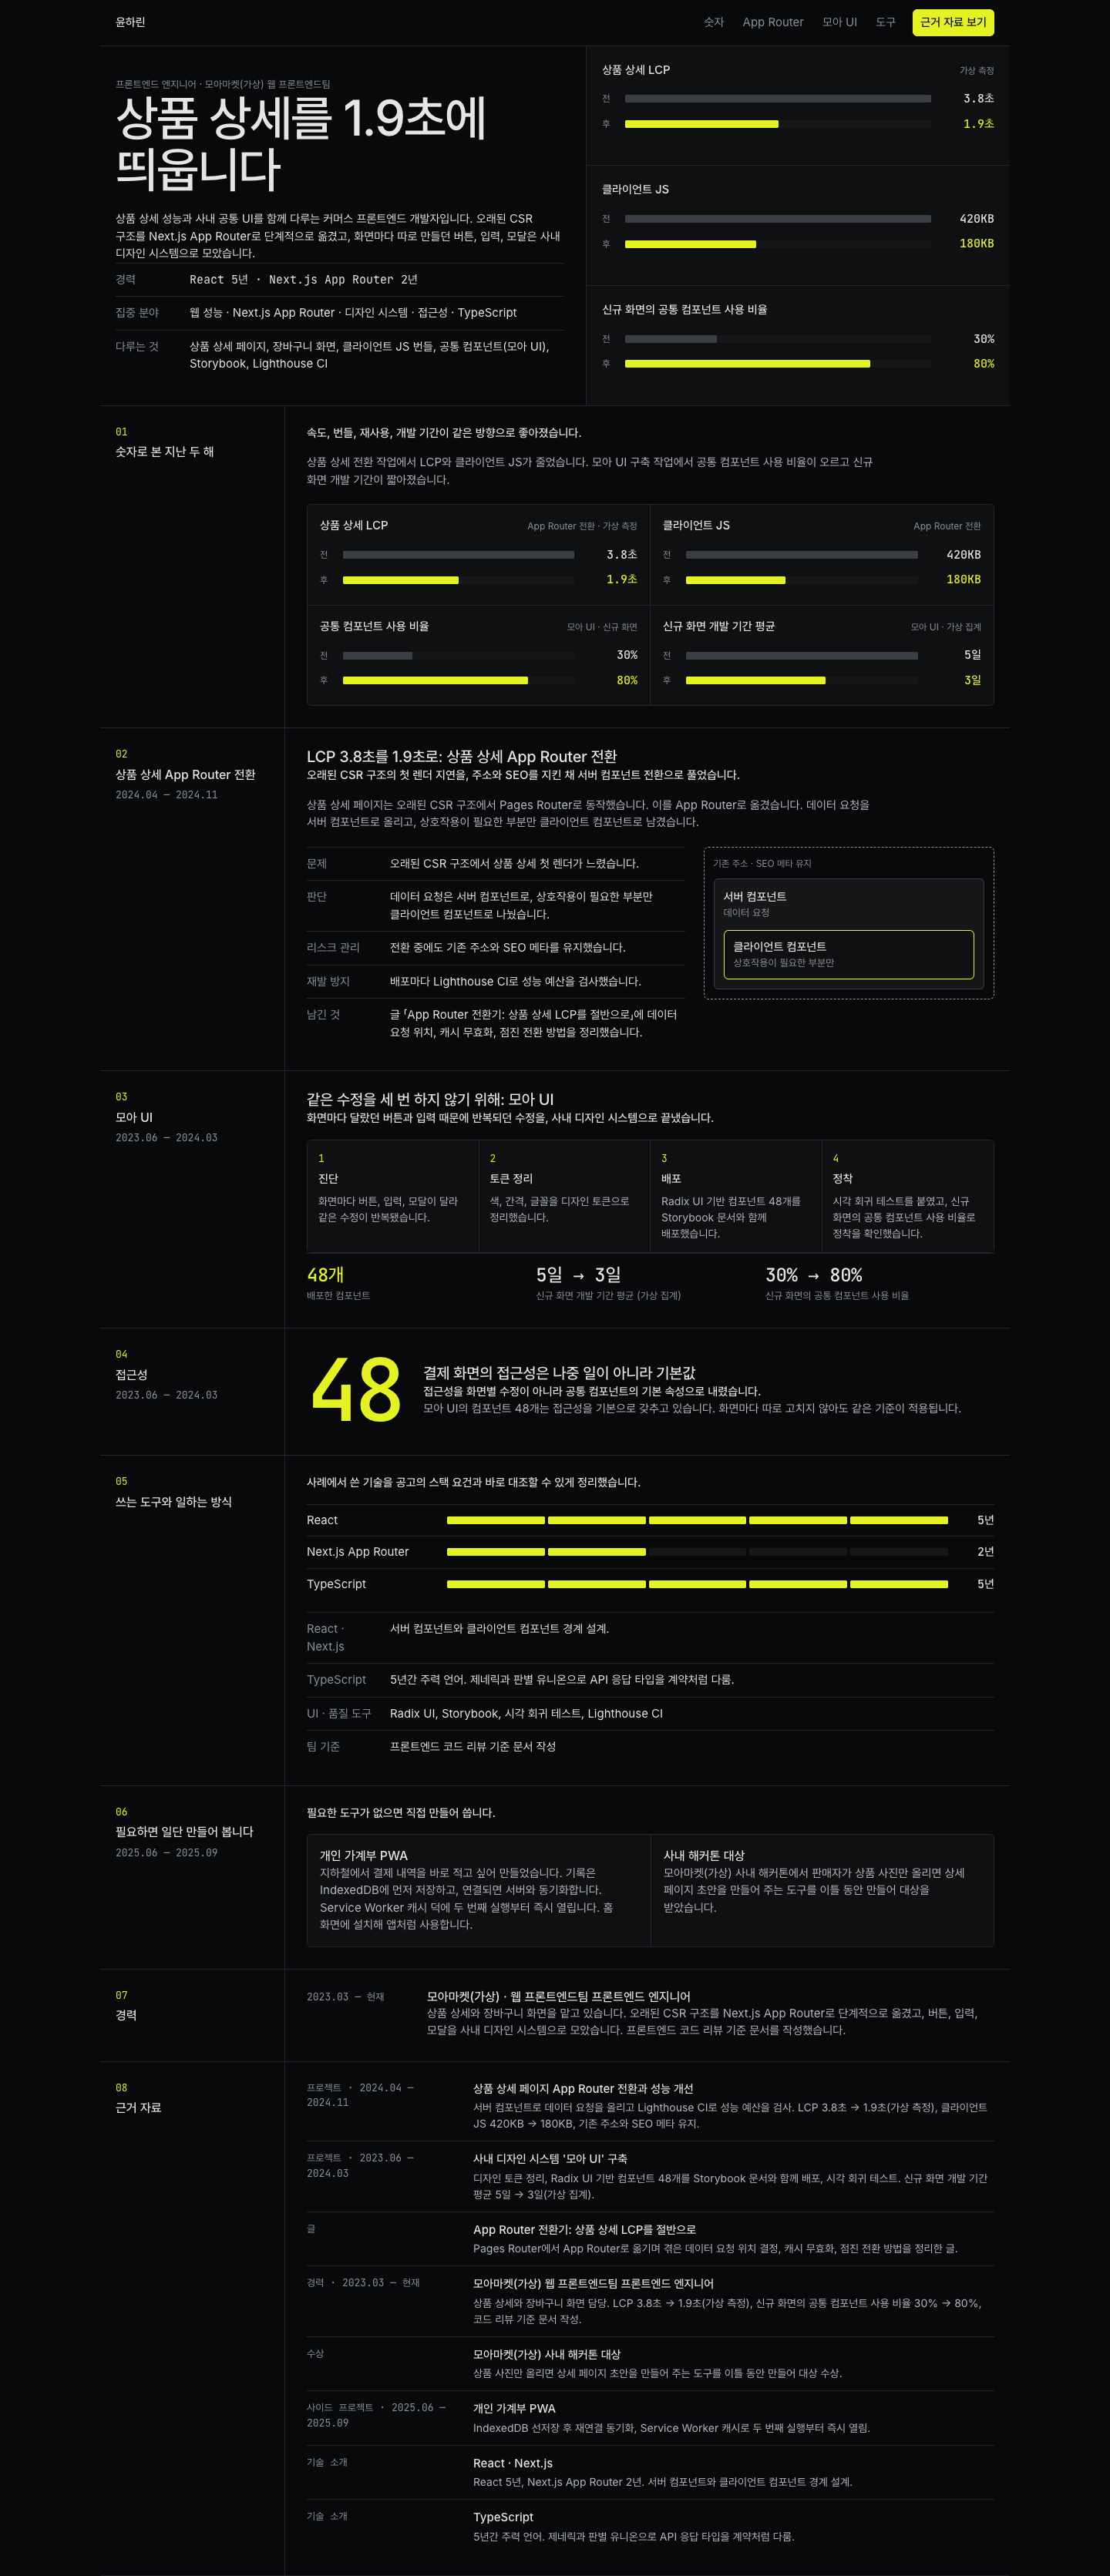 윤하린
숫자
App Router
모아 UI
도구
근거 자료 보기
프론트엔드 엔지니어 · 모아마켓(가상) 웹 프론트엔드팀
상품 상세를 1.9초에
띄웁니다
상품 상세 성능과 사내 공통 UI를 함께 다루는 커머스 프론트엔드 개발자입니다. 오래된 CSR
구조를 Next.js App Router로 단계적으로 옮겼고, 화면마다 따로 만들던 버튼, 입력, 모달은 사내
디자인 시스템으로 모았습니다.
경력
React 5년 · Next.js App Router 2년
집중 분야
웹 성능 · Next.js App Router · 디자인 시스템 · 접근성 · TypeScript
다루는 것
상품 상세 페이지, 장바구니 화면, 클라이언트 JS 번들, 공통 컴포넌트(모아 UI),
Storybook, Lighthouse CI
상품 상세 LCP
가상 측정
전
3.8초
후
1.9초
클라이언트 JS
전
420KB
후
180KB
신규 화면의 공통 컴포넌트 사용 비율
전
30%
후
80%
01
숫자로 본 지난 두 해
속도, 번들, 재사용, 개발 기간이 같은 방향으로 좋아졌습니다.
상품 상세 전환 작업에서 LCP와 클라이언트 JS가 줄었습니다. 모아 UI 구축 작업에서 공통 컴포넌트 사용 비율이 오르고 신규
화면 개발 기간이 짧아졌습니다.
상품 상세 LCP
App Router 전환 · 가상 측정
전
3.8초
후
1.9초
클라이언트 JS
App Router 전환
전
420KB
후
180KB
공통 컴포넌트 사용 비율
모아 UI · 신규 화면
전
30%
후
80%
신규 화면 개발 기간 평균
모아 UI · 가상 집계
전
5일
후
3일
02
상품 상세 App Router 전환
2024.04 — 2024.11
LCP 3.8초를 1.9초로: 상품 상세 App Router 전환
오래된 CSR 구조의 첫 렌더 지연을, 주소와 SEO를 지킨 채 서버 컴포넌트 전환으로 풀었습니다.
상품 상세 페이지는 오래된 CSR 구조에서 Pages Router로 동작했습니다. 이를 App Router로 옮겼습니다. 데이터 요청을
서버 컴포넌트로 올리고, 상호작용이 필요한 부분만 클라이언트 컴포넌트로 남겼습니다.
문제
오래된 CSR 구조에서 상품 상세 첫 렌더가 느렸습니다.
판단
데이터 요청은 서버 컴포넌트로, 상호작용이 필요한 부분만
클라이언트 컴포넌트로 나눴습니다.
리스크 관리
전환 중에도 기존 주소와 SEO 메타를 유지했습니다.
재발 방지
배포마다 Lighthouse CI로 성능 예산을 검사했습니다.
남긴 것
글 「App Router 전환기: 상품 상세 LCP를 절반으로」에 데이터
요청 위치, 캐시 무효화, 점진 전환 방법을 정리했습니다.
기존 주소 · SEO 메타 유지
서버 컴포넌트
데이터 요청
클라이언트 컴포넌트
상호작용이 필요한 부분만
03
모아 UI
2023.06 — 2024.03
같은 수정을 세 번 하지 않기 위해: 모아 UI
화면마다 달랐던 버튼과 입력 때문에 반복되던 수정을, 사내 디자인 시스템으로 끝냈습니다.
1
진단
화면마다 버튼, 입력, 모달이 달라
같은 수정이 반복됐습니다.
2
토큰 정리
색, 간격, 글꼴을 디자인 토큰으로
정리했습니다.
3
배포
Radix UI 기반 컴포넌트 48개를
Storybook 문서와 함께
배포했습니다.
4
정착
시각 회귀 테스트를 붙였고, 신규
화면의 공통 컴포넌트 사용 비율로
정착을 확인했습니다.
48개
배포한 컴포넌트
5일 → 3일
신규 화면 개발 기간 평균 (가상 집계)
30% → 80%
신규 화면의 공통 컴포넌트 사용 비율
04
접근성
2023.06 — 2024.03
48
결제 화면의 접근성은 나중 일이 아니라 기본값
접근성을 화면별 수정이 아니라 공통 컴포넌트의 기본 속성으로 내렸습니다.
모아 UI의 컴포넌트 48개는 접근성을 기본으로 갖추고 있습니다. 화면마다 따로 고치지 않아도 같은 기준이 적용됩니다.
05
쓰는 도구와 일하는 방식
사례에서 쓴 기술을 공고의 스택 요건과 바로 대조할 수 있게 정리했습니다.
React
5년
Next.js App Router
2년
TypeScript
5년
React ·
Next.js
서버 컴포넌트와 클라이언트 컴포넌트 경계 설계.
TypeScript
5년간 주력 언어. 제네릭과 판별 유니온으로 API 응답 타입을 계약처럼 다룸.
UI · 품질 도구
Radix UI, Storybook, 시각 회귀 테스트, Lighthouse CI
팀 기준
프론트엔드 코드 리뷰 기준 문서 작성
06
필요하면 일단 만들어 봅니다
2025.06 — 2025.09
필요한 도구가 없으면 직접 만들어 씁니다.
개인 가계부 PWA
지하철에서 결제 내역을 바로 적고 싶어 만들었습니다. 기록은
IndexedDB에 먼저 저장하고, 연결되면 서버와 동기화합니다.
Service Worker 캐시 덕에 두 번째 실행부터 즉시 열립니다. 홈
화면에 설치해 앱처럼 사용합니다.
사내 해커톤 대상
모아마켓(가상) 사내 해커톤에서 판매자가 상품 사진만 올리면 상세
페이지 초안을 만들어 주는 도구를 이틀 동안 만들어 대상을
받았습니다.
07
경력
2023.03 — 현재
모아마켓(가상) · 웹 프론트엔드팀 프론트엔드 엔지니어
상품 상세와 장바구니 화면을 맡고 있습니다. 오래된 CSR 구조를 Next.js App Router로 단계적으로 옮겼고, 버튼, 입력,
모달을 사내 디자인 시스템으로 모았습니다. 프론트엔드 코드 리뷰 기준 문서를 작성했습니다.
08
근거 자료
프로젝트 · 2024.04 —
2024.11
상품 상세 페이지 App Router 전환과 성능 개선
서버 컴포넌트로 데이터 요청을 올리고 Lighthouse CI로 성능 예산을 검사. LCP 3.8초 → 1.9초(가상 측정), 클라이언트
JS 420KB → 180KB, 기존 주소와 SEO 메타 유지.
프로젝트 · 2023.06 —
2024.03
사내 디자인 시스템 '모아 UI' 구축
디자인 토큰 정리, Radix UI 기반 컴포넌트 48개를 Storybook 문서와 함께 배포, 시각 회귀 테스트. 신규 화면 개발 기간
평균 5일 → 3일(가상 집계).
글
App Router 전환기: 상품 상세 LCP를 절반으로
Pages Router에서 App Router로 옮기며 겪은 데이터 요청 위치 결정, 캐시 무효화, 점진 전환 방법을 정리한 글.
경력 · 2023.03 — 현재
모아마켓(가상) 웹 프론트엔드팀 프론트엔드 엔지니어
상품 상세와 장바구니 화면 담당. LCP 3.8초 → 1.9초(가상 측정), 신규 화면의 공통 컴포넌트 사용 비율 30% → 80%,
코드 리뷰 기준 문서 작성.
수상
모아마켓(가상) 사내 해커톤 대상
상품 사진만 올리면 상세 페이지 초안을 만들어 주는 도구를 이틀 동안 만들어 대상 수상.
사이드 프로젝트 · 2025.06 —
2025.09
개인 가계부 PWA
IndexedDB 선저장 후 재연결 동기화, Service Worker 캐시로 두 번째 실행부터 즉시 열림.
기술 소개
React · Next.js
React 5년, Next.js App Router 2년. 서버 컴포넌트와 클라이언트 컴포넌트 경계 설계.
기술 소개
TypeScript
5년간 주력 언어. 제네릭과 판별 유니온으로 API 응답 타입을 계약처럼 다룸.